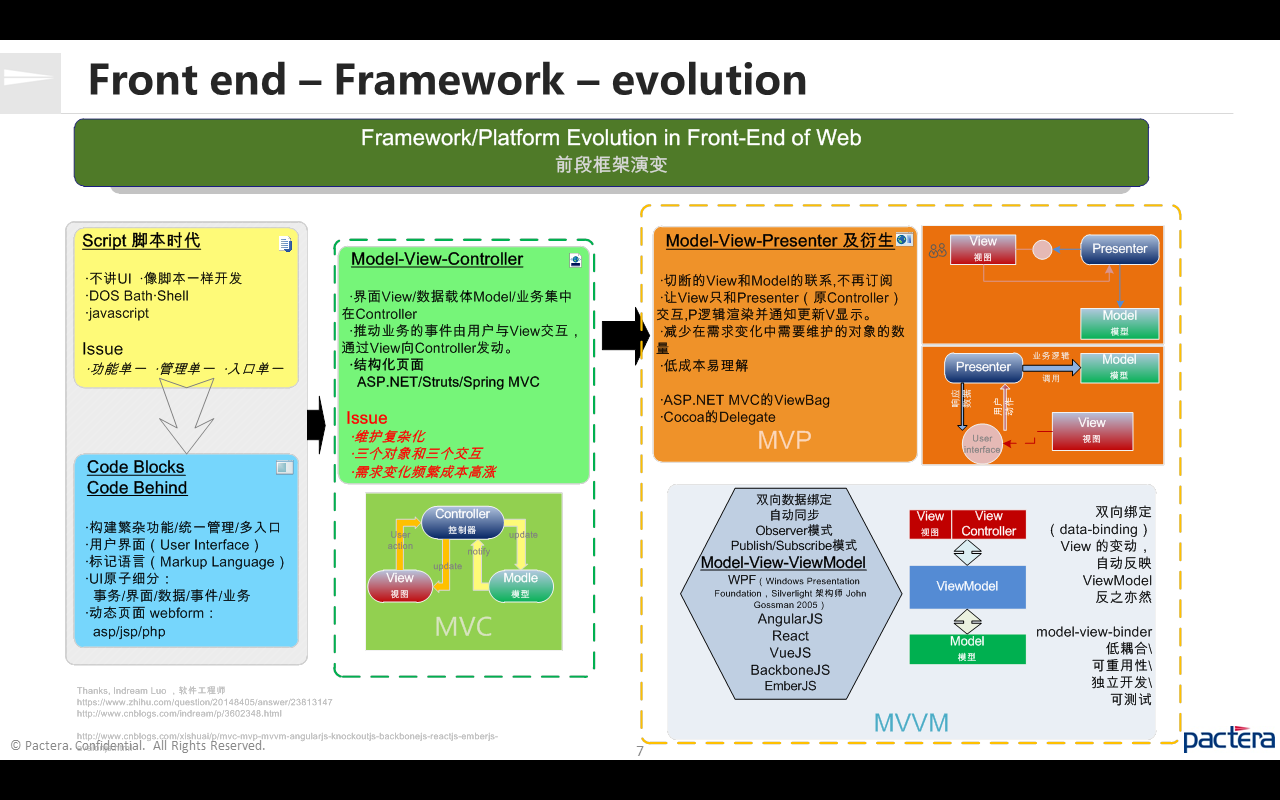 Front end – Framework – evolution
Framework/Platform Evolution in Front-End of Web
前段框架演变
Script 脚本时代
·不讲UI ·像脚本一样开发
·DOS Bath·Shell
·javascript
Issue
·功能单一 ·管理单一 ·入口单一
Code Blocks
Code Behind
·构建繁杂功能/统一管理/多入口
·用户界面（User Interface）
·标记语言（Markup Language）
·UI原子细分：
事务/界面/数据/事件/业务
·动态页面 webform：
asp/jsp/php
Model-View-Controller
·界面View/数据载体Model/业务集中
在Controller
·推动业务的事件由用户与View交互，
通过View向Controller发动。
·结构化页面
ASP.NET/Struts/Spring MVC
Issue
·维护复杂化
·三个对象和三个交互
·需求变化频繁成本高涨
Controller
控制器
User
action
update
notify
update
View
视图
Modle
模型
MVC
Model-View-Presenter 及衍生
·切断的View和Model的联系,不再订阅
·让View只和Presenter（原Controller）
交互,P逻辑渲染并通知更新V显示。
·减少在需求变化中需要维护的对象的数
量
·低成本易理解
·ASP.NET MVC的ViewBag
·Cocoa的Delegate
MVP
View
视图
Presenter
Model
模型
Presenter
业务逻辑
调用
Model
模型
响应
数据
用户
动作
User
Interface
View
视图
双向数据绑定
自动同步
Observer模式
Publish/Subscribe模式
Model-View-ViewModel
WPF（Windows Presentation
Foundation，Silverlight 架构师 John
Gossman 2005）
AngularJS
React
VueJS
BackboneJS
EmberJS
View
视图
View
Controller
ViewModel
Model
模型
双向绑定
（data-binding）
View 的变动，
自动反映
ViewModel
反之亦然
model-view-binder
低耦合\
可重用性\
独立开发\
可测试
MVVM
Thanks, Indream Luo ，软件工程师
https://www.zhihu.com/question/20148405/answer/23813147
http://www.cnblogs.com/indream/p/3602348.html
http://www.cnblogs.com/xishuai/p/mvc-mvp-mvvm-angularjs-knockoutjs-backbonejs-reactjs-emberjs-
© Pactera. Confidential. All Rights Reserved.
7
pactera